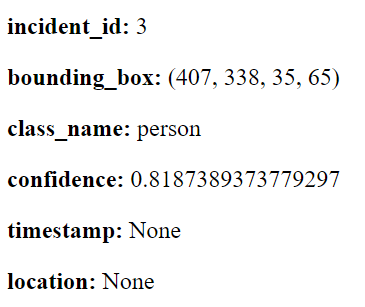 incident_id: 3
bounding_box: (407, 338, 35, 65)
class_name: person
confidence: 0.8187389373779297
timestamp: None
location: None